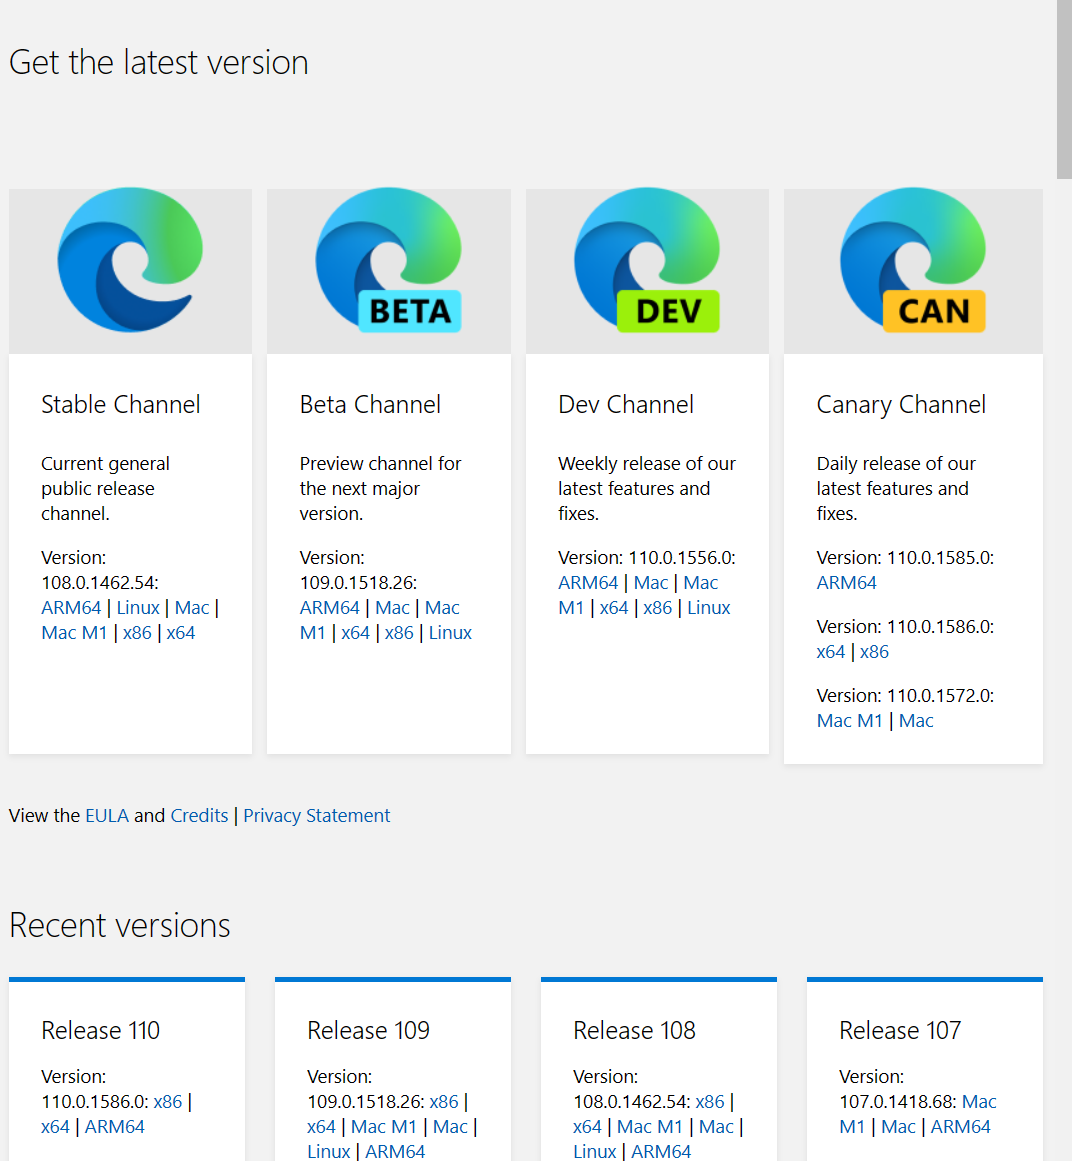 Get the latest version
BETA
DEV
CAN
Stable Channel
Current general
public release
channel.
Version:
108.0.1462.54:
ARM64 | Linux | Mac |
Mac M1 | x86 | x64
Beta Channel
Preview channel for
the next major
version.
Version:
109.0.1518.26:
ARM64 | Mac | Mac
M1 | x64 | x86 | Linux
Dev Channel
Weekly release of our
latest features and
fixes.
Version: 110.0.1556.0:
ARM64 | Mac | Mac
M1 | x64 | x86 | Linux
Canary Channel
Daily release of our
latest features and
fixes.
Version: 110.0.1585.0:
ARM64
Version: 110.0.1586.0:
x64 | x86
Version: 110.0.1572.0:
Mac M1 | Mac
View the EULA and Credits | Privacy Statement
Recent versions
Release 110
Version:
110.0.1586.0: x86 |
x64 | ARM64
Release 109
Version:
109.0.1518.26: x86 |
x64 | Mac M1 | Mac |
Linux | ARM64
Release 108
Version:
108.0.1462.54: x86 |
x64 | Mac M1 | Mac |
Linux | ARM64
Release 107
Version:
107.0.1418.68: Mac
M1 | Mac | ARM64